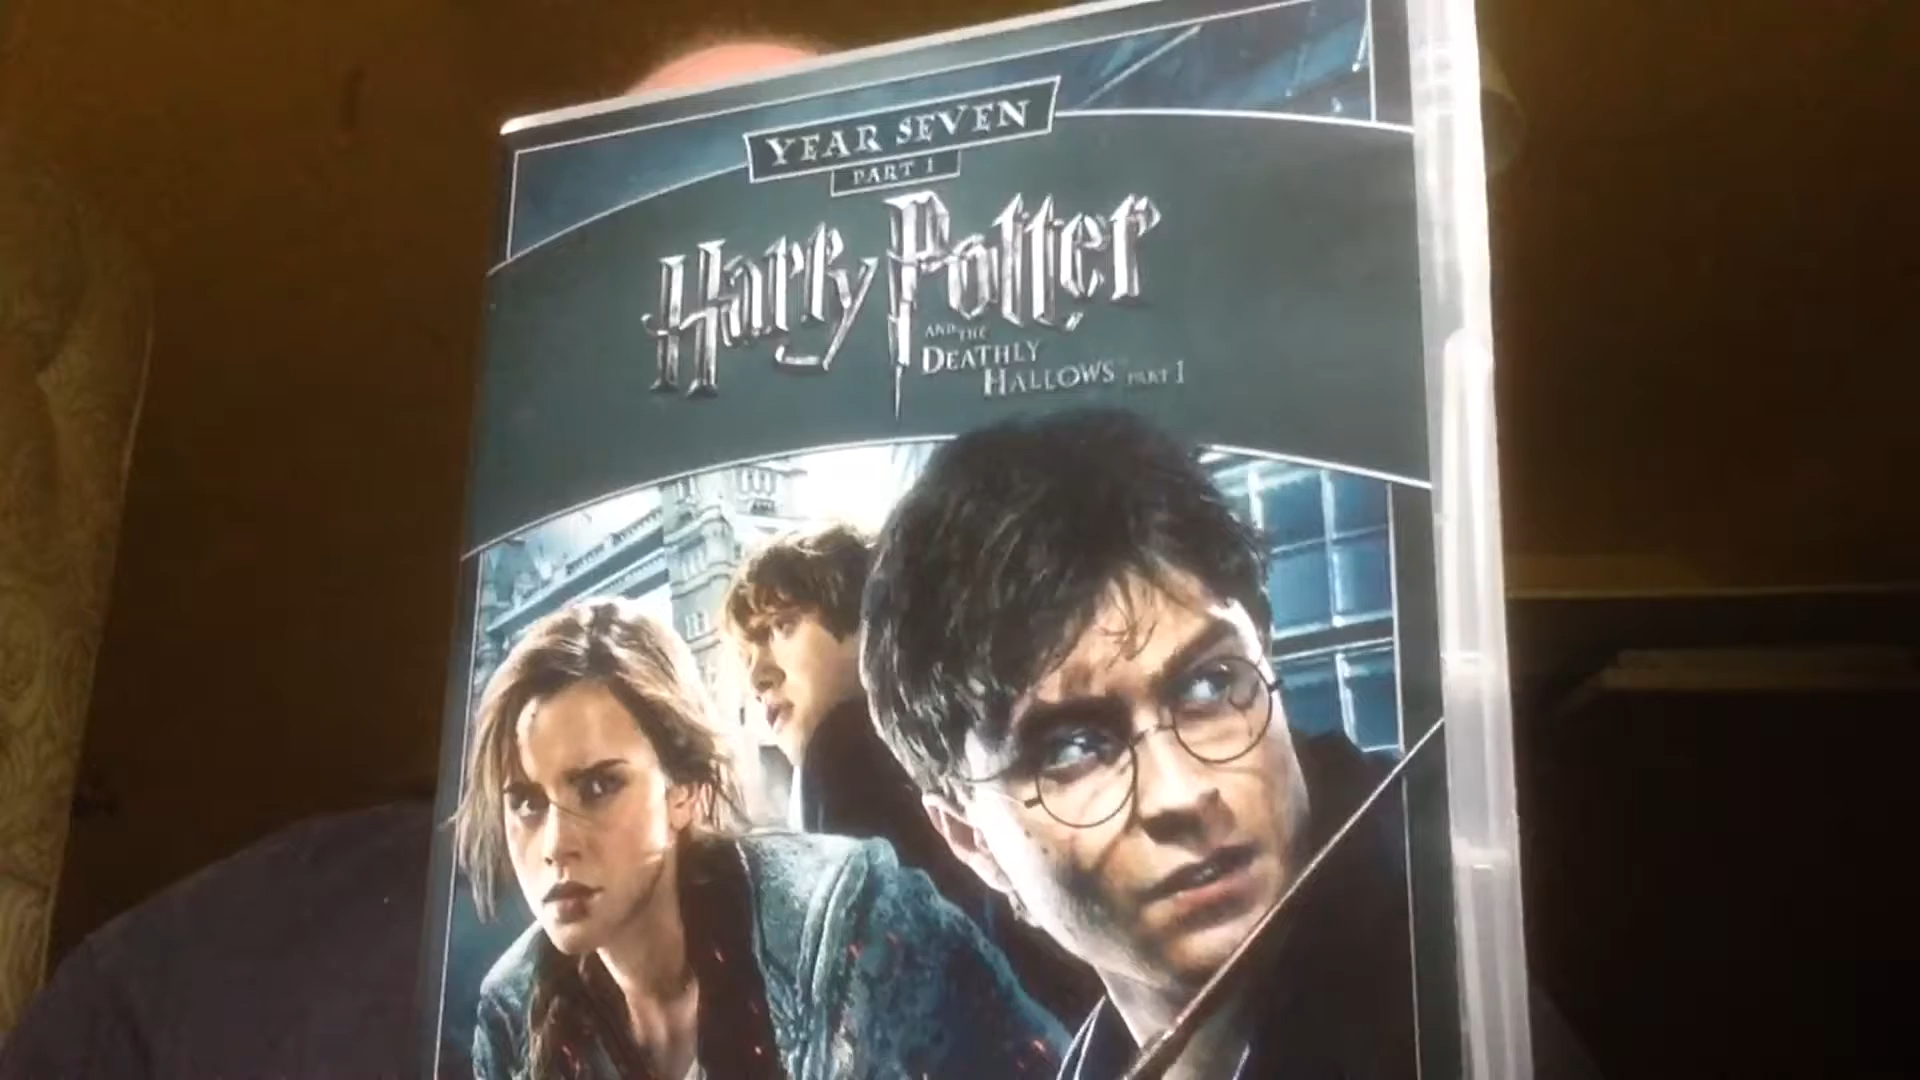 YEAR SEVEN
PART 1
Harry Potter
AND THE
DEATHLY
HALLOWS PART 1